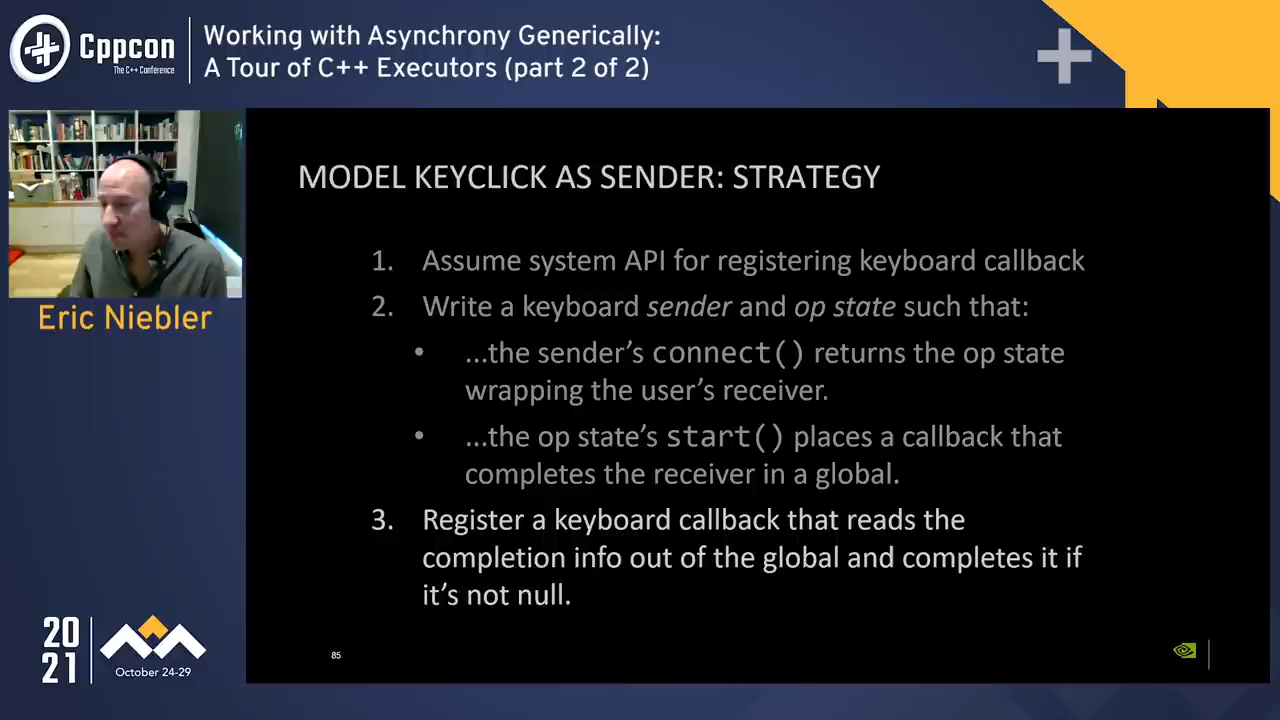 Cppcon
The C++ Conference
Working with Asynchrony Generically:
A Tour of C++ Executors (part 2 of 2)
Eric Niebler
MODEL KEYCLICK AS SENDER: STRATEGY
1. Assume system API for registering keyboard callback
2. Write a keyboard sender and op state such that:
• ...the sender’s connect() returns the op state
wrapping the user’s receiver.
• ...the op state’s start() places a callback that
completes the receiver in a global.
3. Register a keyboard callback that reads the
completion info out of the global and completes it if
it’s not null.
85
20
21
October 24-29